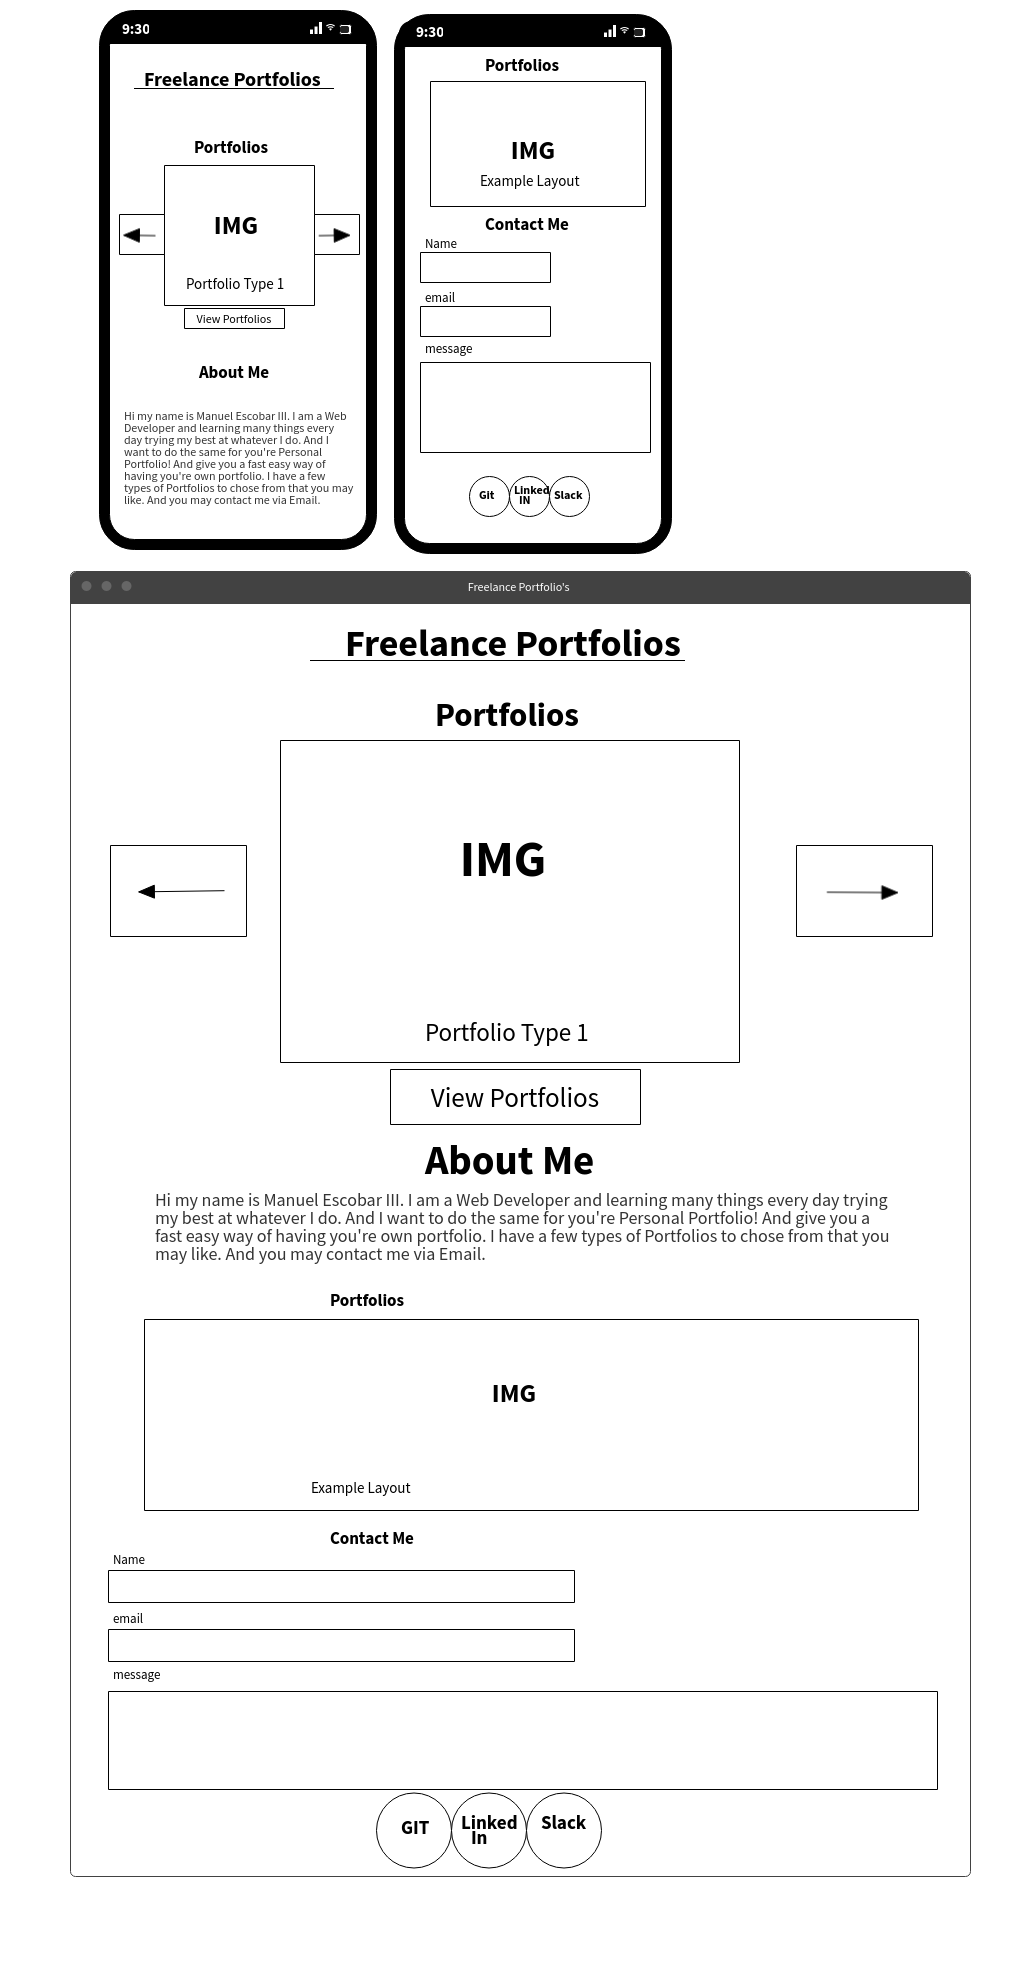 9:30
Freelance Portfolios
Portfolios
IMG
Portfolio Type 1
View Portfolios
About Me
Hi my name is Manuel Escobar III. I am a Web
Developer and learning many things every
day trying my best at whatever I do. And I
want to do the same for you're Personal
Portfolio! And give you a fast easy way of
having you're own portfolio. I have a few
types of Portfolios to chose from that you may
like. And you may contact me via Email.
9:30
Portfolios
IMG
Example Layout
Contact Me
Name
email
message
Git
Linked
IN
Slack
Freelance Portfolio's
Freelance Portfolios
Portfolios
IMG
Portfolio Type 1
View Portfolios
About Me
Hi my name is Manuel Escobar III. I am a Web Developer and learning many things every day trying
my best at whatever I do. And I want to do the same for you're Personal Portfolio! And give you a
fast easy way of having you're own portfolio. I have a few types of Portfolios to chose from that you
may like. And you may contact me via Email.
Portfolios
IMG
Example Layout
Contact Me
Name
email
message
GIT
Linked
In
Slack